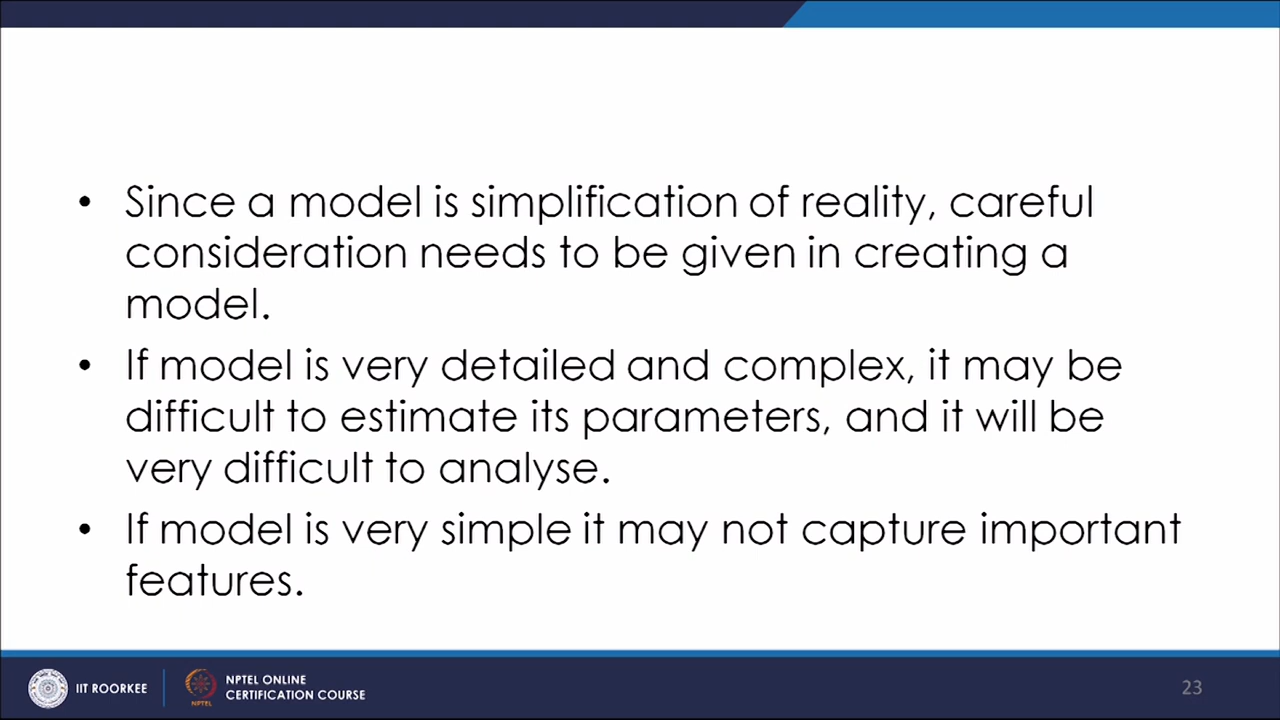 • Since a model is simplification of reality, careful
consideration needs to be given in creating a
model.
• If model is very detailed and complex, it may be
difficult to estimate its parameters, and it will be
very difficult to analyse.
• If model is very simple it may not capture important
features.
IIT ROORKEE
NPTEL
NPTEL ONLINE
CERTIFICATION COURSE
23